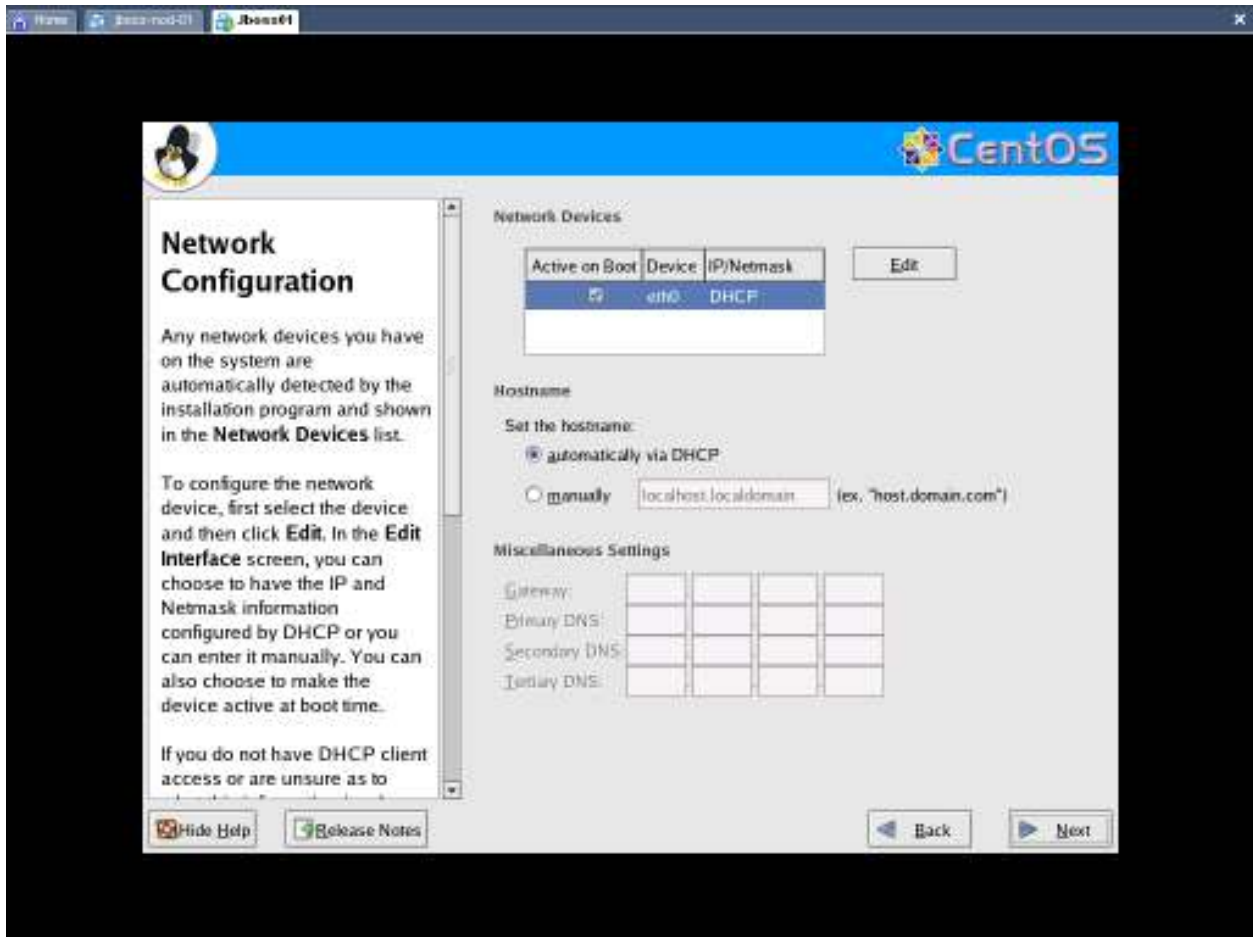 Home
jboss-mod-01
Jboss01
CentOS
Network
Configuration
Any network devices you have
on the system are
automatically detected by the
installation program and shown
in the Network Devices list.
To configure the network
device, first select the device
and then click Edit. In the Edit
Interface screen, you can
choose to have the IP and
Netmask information
configured by DHCP or you
can enter it manually. You can
also choose to make the
device active at boot time.
If you do not have DHCP client
access or are unsure as to
Network Devices
Active on Boot Device IP/Netmask
eth0 DHCP
Edit
Hostname
Set the hostname:
automatically via DHCP
manually localhost.localdomain (ex. "host.domain.com")
Miscellaneous Settings
Gateway:
Primary DNS:
Secondary DNS:
Tertiary DNS:
Hide Help
Release Notes
Back
Next